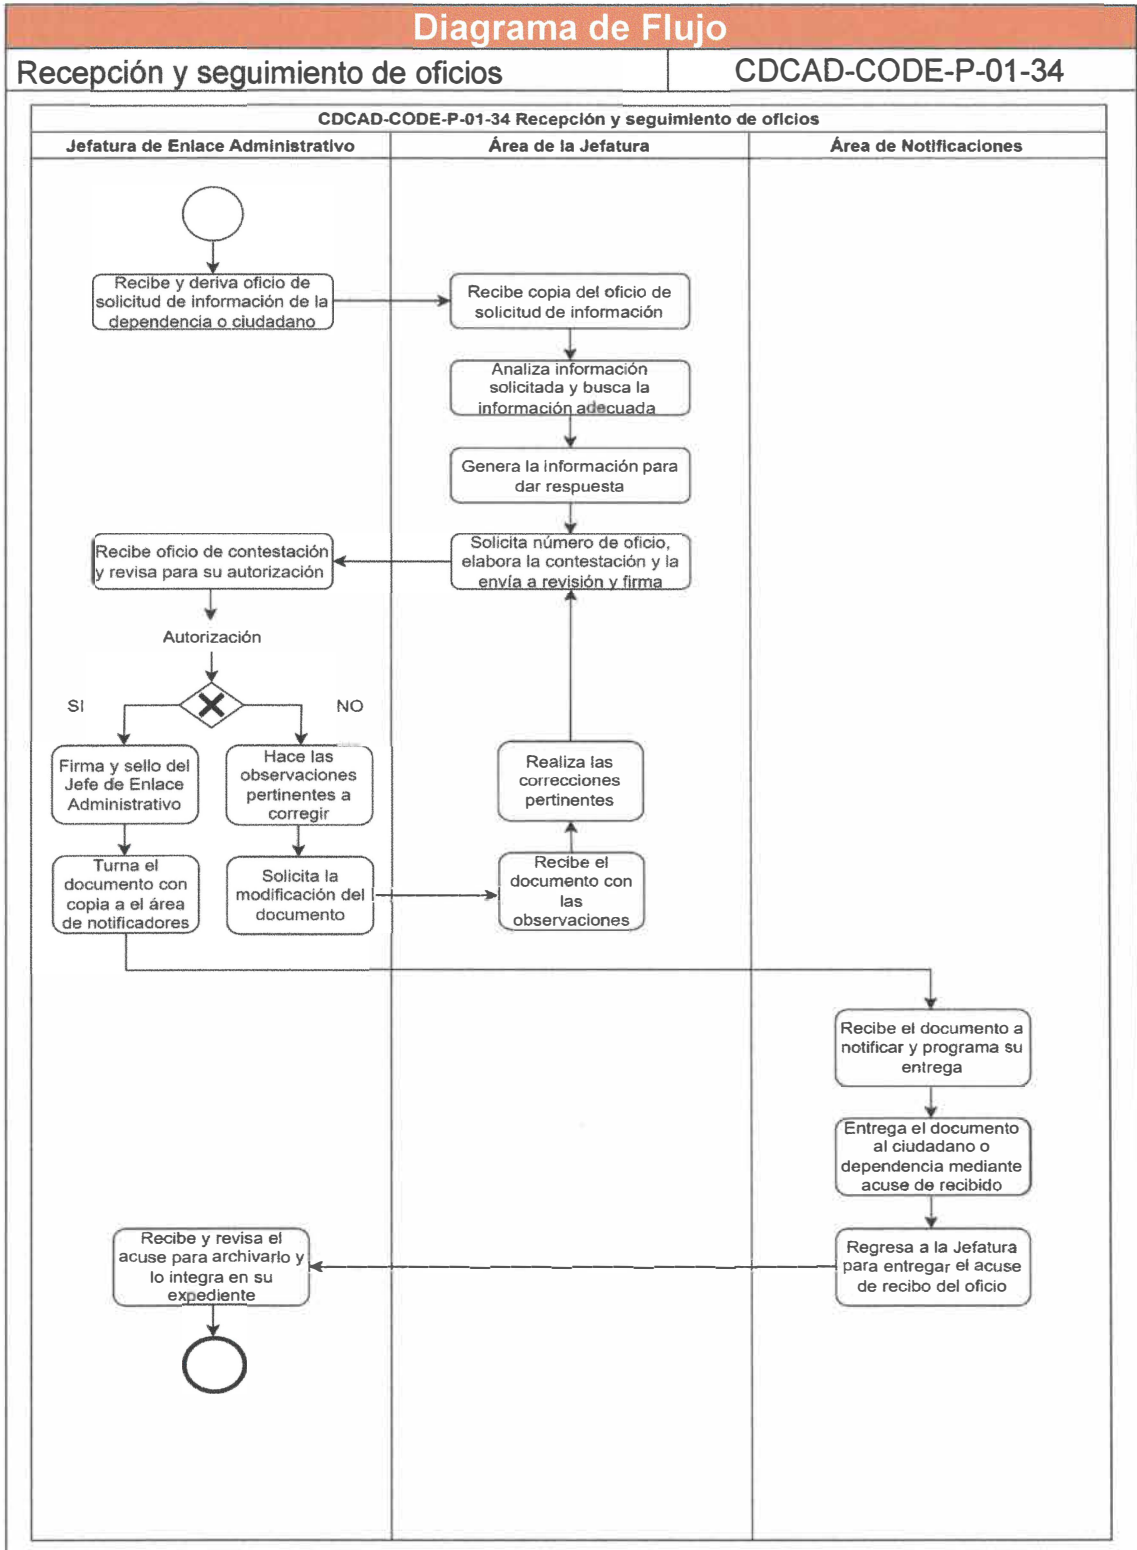 Diagrama de Flujo
Recepción y seguimiento de oficios
CDCAD-CODE-P-01-34
CDCAD-CODE-P-01-34 Recepción y seguimiento de oficios
Jefatura de Enlace Administrativo
Área de la Jefatura
Área de Notificaciones
Recibe y deriva oficio de
solicitud de información de la
dependencia o ciudadano
Recibe copia del oficio de
solicitud de información
Analiza información
solicitada y busca la
información adecuada
Genera la información para
dar respuesta
Solicita número de oficio,
elabora la contestación y la
envía a revisión y firma
Recibe oficio de contestación
y revisa para su autorización
Autorización
SI
NO
Firma y sello del
Jefe de Enlace
Administrativo
Hace las
observaciones
pertinentes a
corregir
Realiza las
correcciones
pertinentes
Turna el
documento con
copia a el área
de notificadores
Solicita la
modificación del
documento
Recibe el
documento con
las
observaciones
Recibe el documento a
notificar y programa su
entrega
Entrega el documento
al ciudadano o
dependencia mediante
acuse de recibido
Regresa a la Jefatura
para entregar el acuse
de recibo del oficio
Recibe y revisa el
acuse para archivarlo y
lo integra en su
expediente